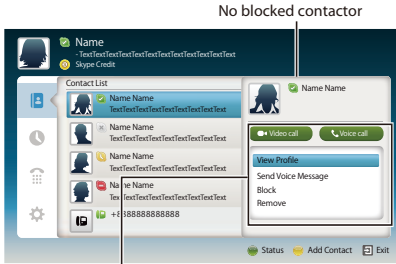 No blocked contactor
Name
- TextTextTextTextTextTextTextTextText
Skype Credit
Contact List
Name Name
TextTextTextTextTextTextTextText
Name Name
TextTextTextTextTextTextTextText
Name Name
TextTextTextTextTextTextTextText
Name Name
TextTextTextTextTextTextTextText
+8388888888888
Name Name
Video call
Voice call
View Profile
Send Voice Message
Block
Remove
Status
Add Contact
Exit